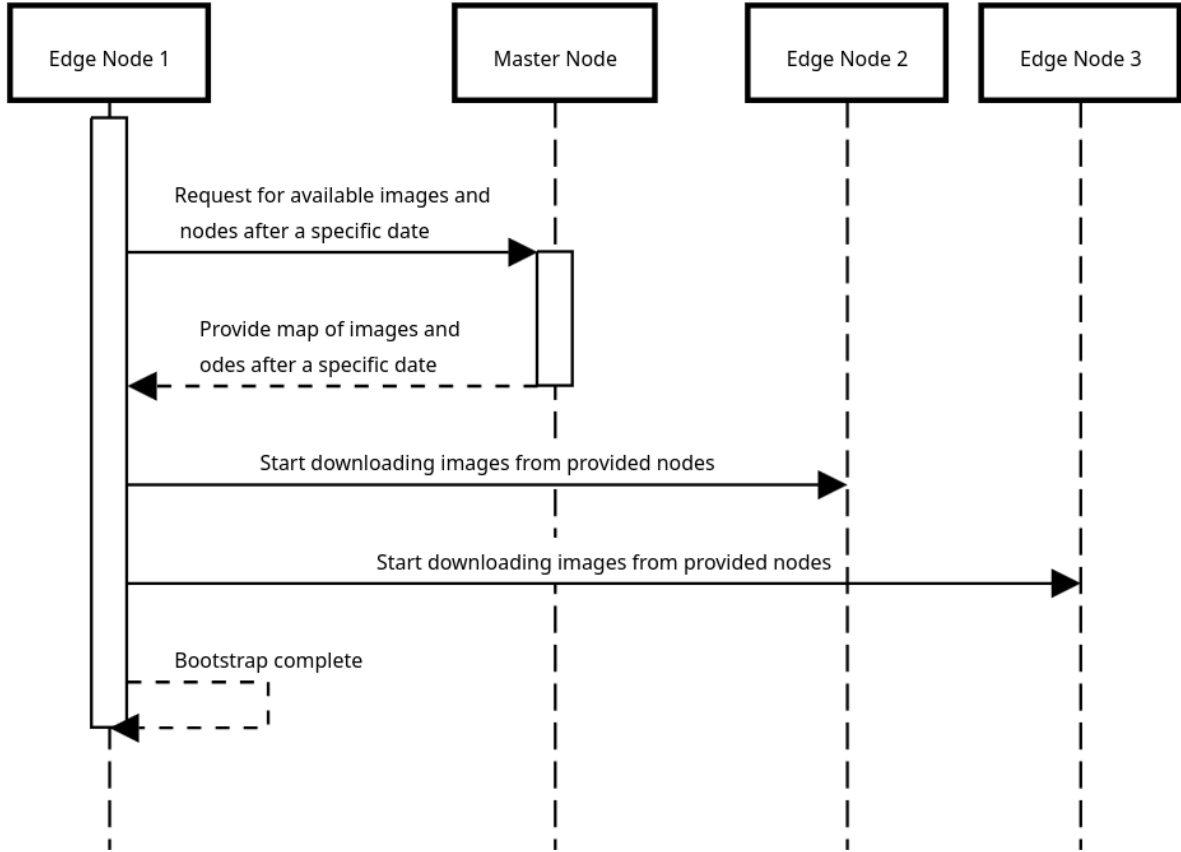 Edge Node 1
Master Node
Edge Node 2
Edge Node 3
Request for available images and
nodes after a specific date
Provide map of images and
odes after a specific date
Start downloading images from provided nodes
Start downloading images from provided nodes
Bootstrap complete